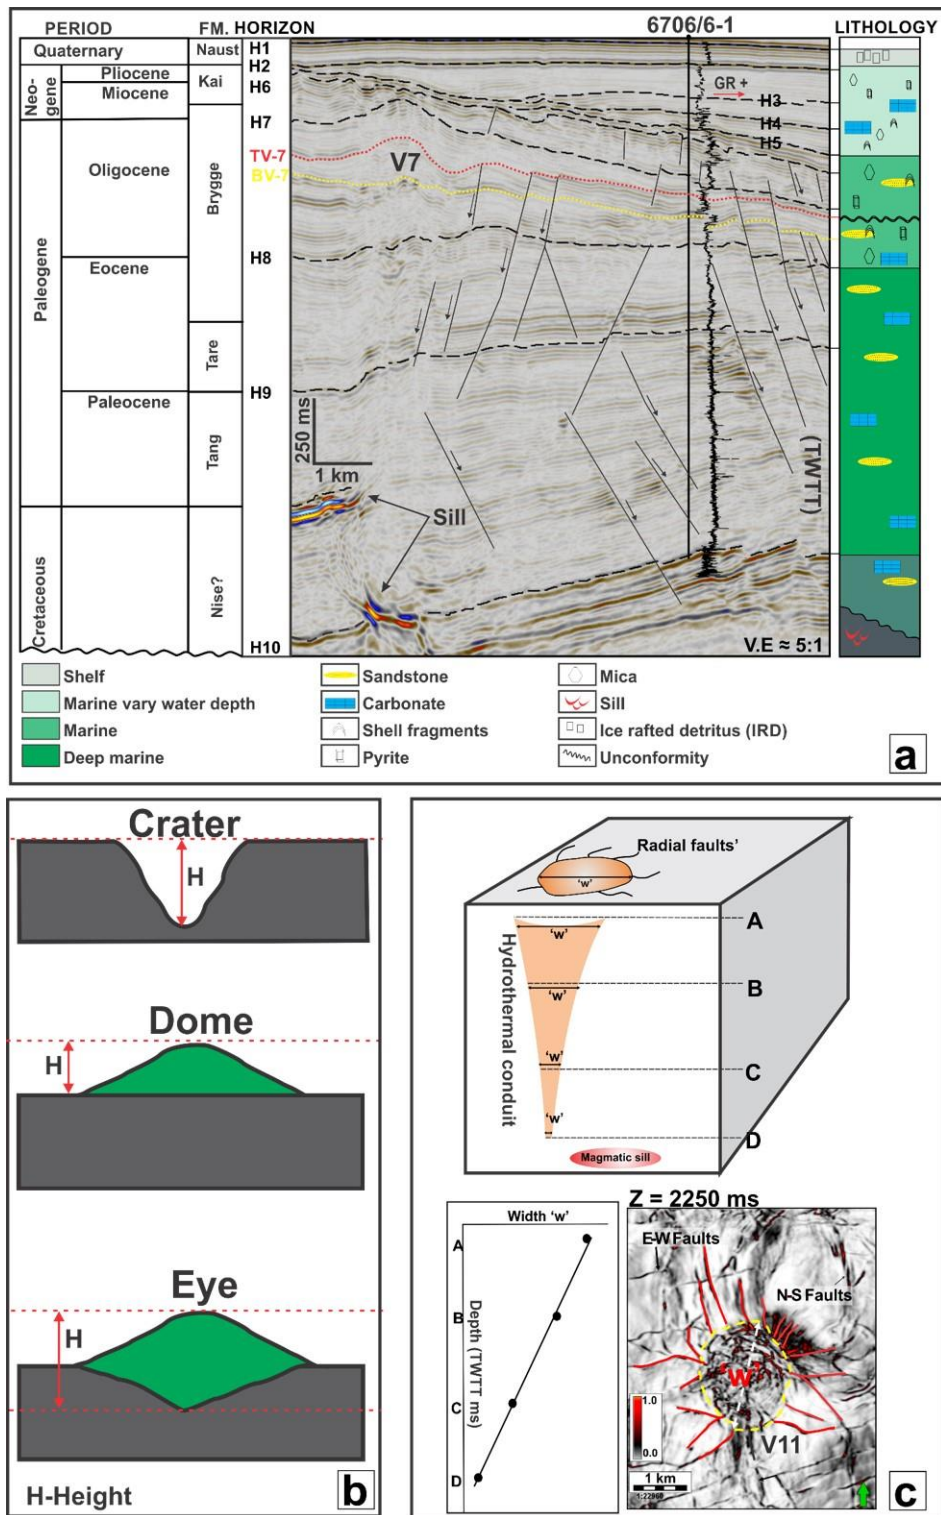 PERIOD FM. HORIZON 6706/6-1 LITHOLOGY
Quaternary Naust H1
Neo-
gene
Pliocene
Miocene
Kai
H2
H6
GR +
H3
H4
H5
H7
TV-7
BV-7
V7
Paleogene
Oligocene
Brygge
H8
Eocene
Tare
H9
Paleocene
Tang
250 ms
1 km
(TWTT)
Sill
Cretaceous
Nise?
H10
V.E ≈ 5:1
Shelf
Marine vary water depth
Marine
Deep marine
Sandstone
Carbonate
Shell fragments
Pyrite
Mica
Sill
Ice rafted detritus (IRD)
Unconformity
a
Crater
H
Dome
H
Eye
H
H-Height
b
Radial faults'
'w'
Hydrothermal conduit
'w'
'w'
'w'
'w'
A
B
C
D
Magmatic sill
Width 'w'
A
B
C
D
Depth (TWTT ms)
Z = 2250 ms
E-W Faults
N-S Faults
'W'
V11
1.0
0.0
1 km
1:22960
c